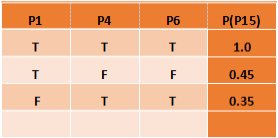 P1 P4 P6 P(P15)
T T T 1.0
T F F 0.45
F T T 0.35